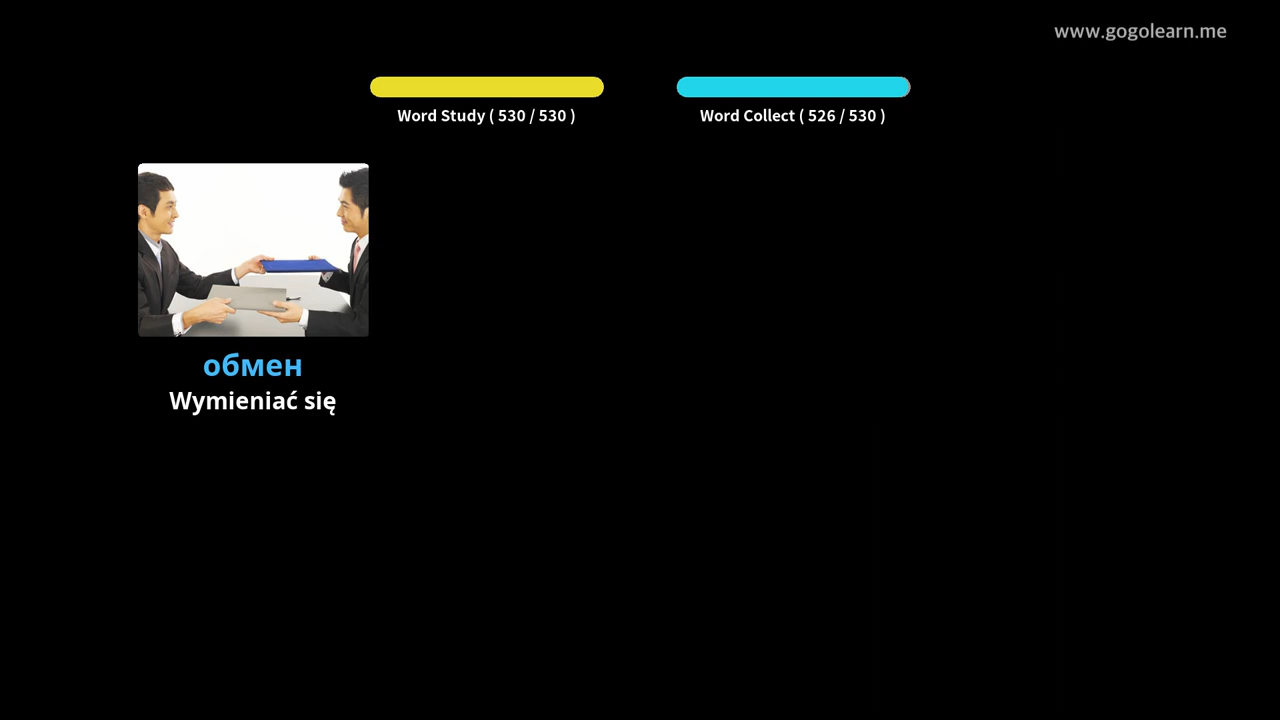 www.gogolearn.me
Word Study ( 530 / 530 )
Word Collect ( 526 / 530 )
обмен
Wymieniać się